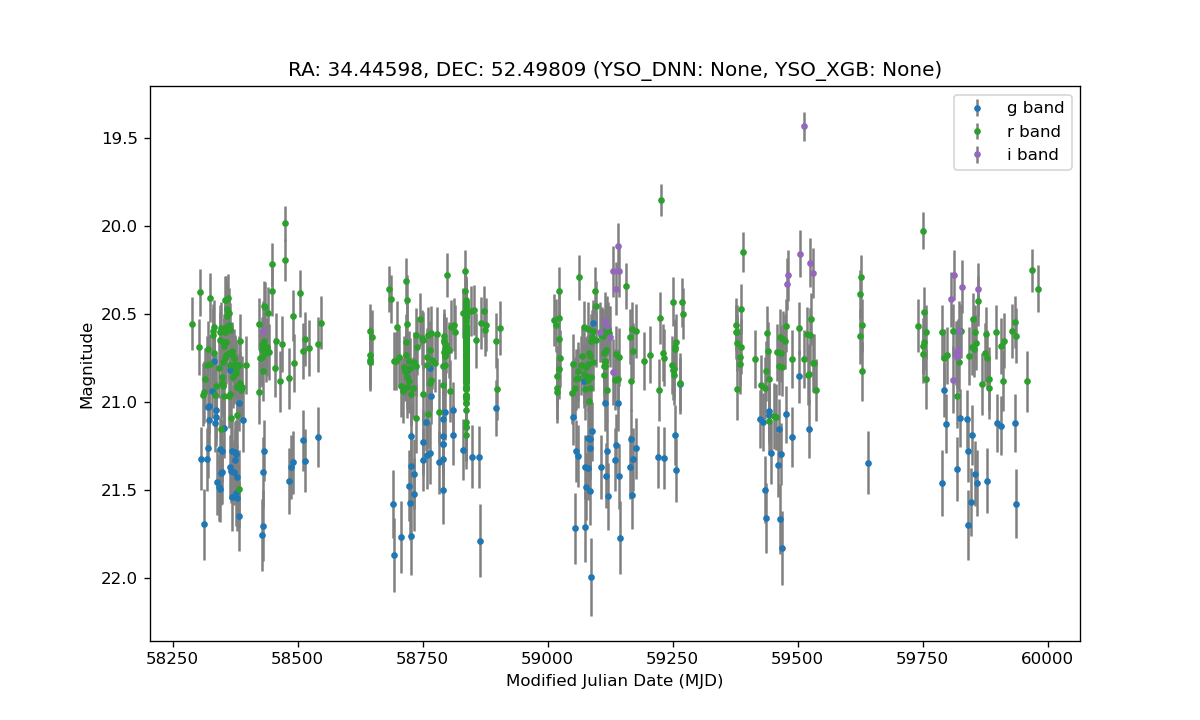 RA: 34.44598, DEC: 52.49809 (YSO_DNN: None, YSO_XGB: None)
g band
r band
i band
19.5
20.0
20.5
21.0
21.5
22.0
Magnitude
58250 58500 58750 59000 59250 59500 59750 60000
Modified Julian Date (MJD)